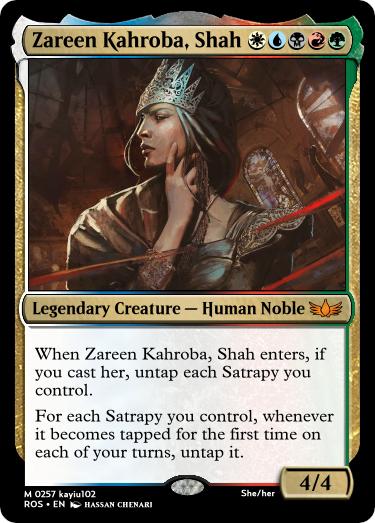 Zareen Kahroba, Shah
Legendary Creature — Human Noble
When Zareen Kahroba, Shah enters, if
you cast her, untap each Satrapy you
control.
For each Satrapy you control, whenever
it becomes tapped for the first time on
each of your turns, untap it.
4/4
M 0257 kayiu102
She/her
ROS • EN HASSAN CHENARI